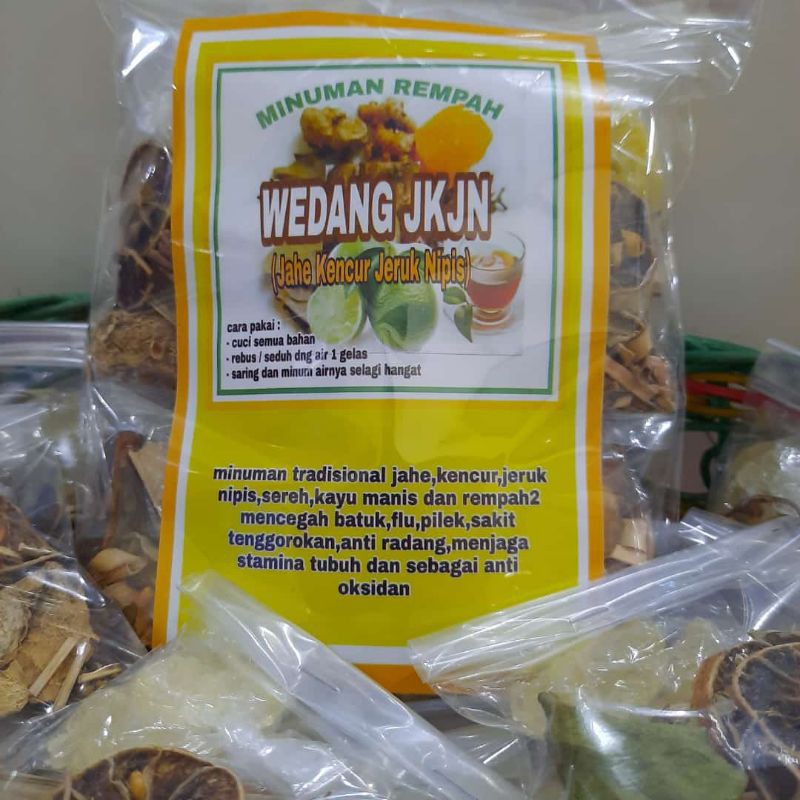 MINUMAN REMPAH
WEDANG JKJN
(Jahe Kencur Jeruk Nipis)
cara pakai :
- cuci semua bahan
- rebus / seduh dng air 1 gelas
- saring dan minum airnya selagi hangat
minuman tradisional jahe,kencur,jeruk
nipis,sereh,kayu manis dan rempah2
mencegah batuk,flu,pilek,sakit
tenggorokan,anti radang,menjaga
stamina tubuh dan sebagai anti
oksidan